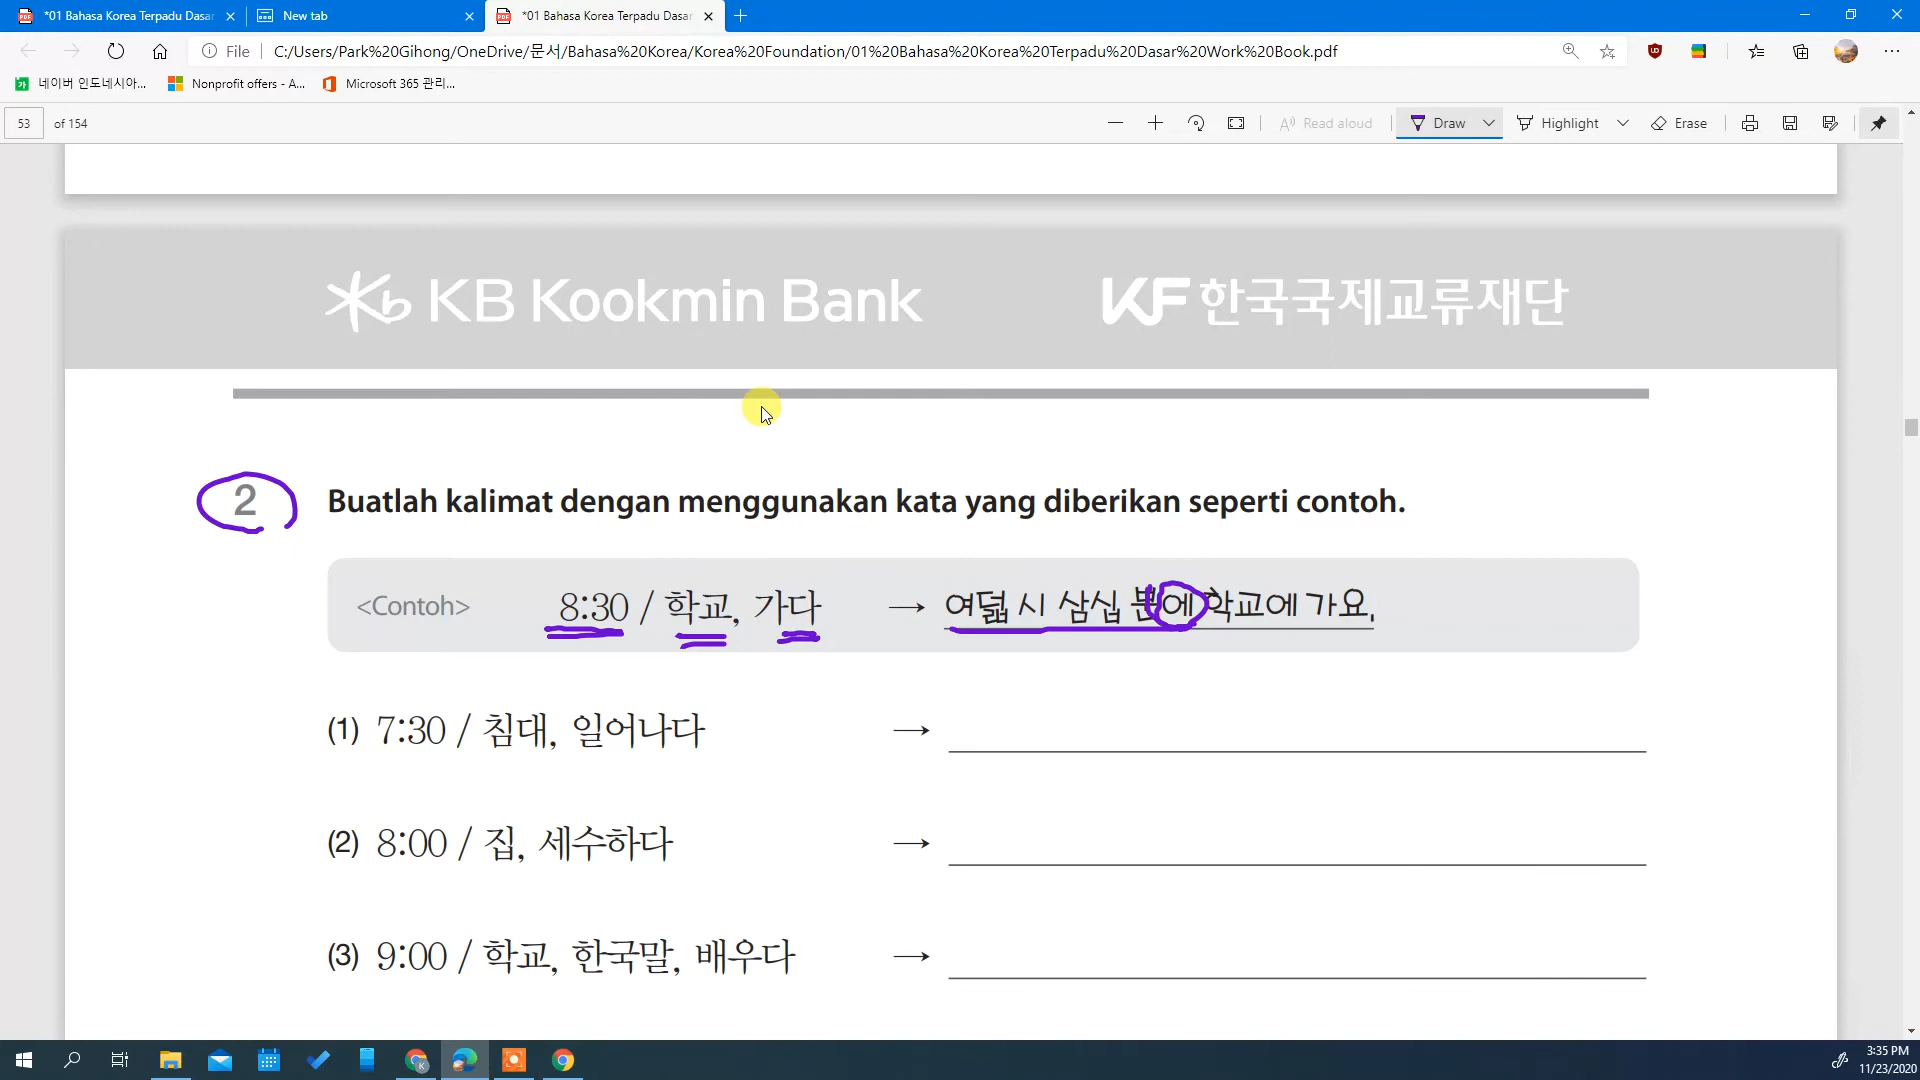 *01 Bahasa Korea Terpadu Dasar
New tab
*01 Bahasa Korea Terpadu Dasar
File
C:/Users/Park%20Gihong/OneDrive/문서/Bahasa%20Korea/Korea%20Foundation/01%20Bahasa%20Korea%20Terpadu%20Dasar%20Work%20Book.pdf
네이버 인도네시아...
Nonprofit offers - A...
Microsoft 365 관리...
53 of 154
Read aloud
Draw
Highlight
Erase
KB Kookmin Bank
KF 한국국제교류재단
2 Buatlah kalimat dengan menggunakan kata yang diberikan seperti contoh.
<Contoh> 8:30 / 학교, 가다 → 여덟 시 삼십 분에 학교에 가요.
(1) 7:30 / 침대, 일어나다 →
(2) 8:00 / 집, 세수하다 →
(3) 9:00 / 학교, 한국말, 배우다 →
3:35 PM
11/23/2020